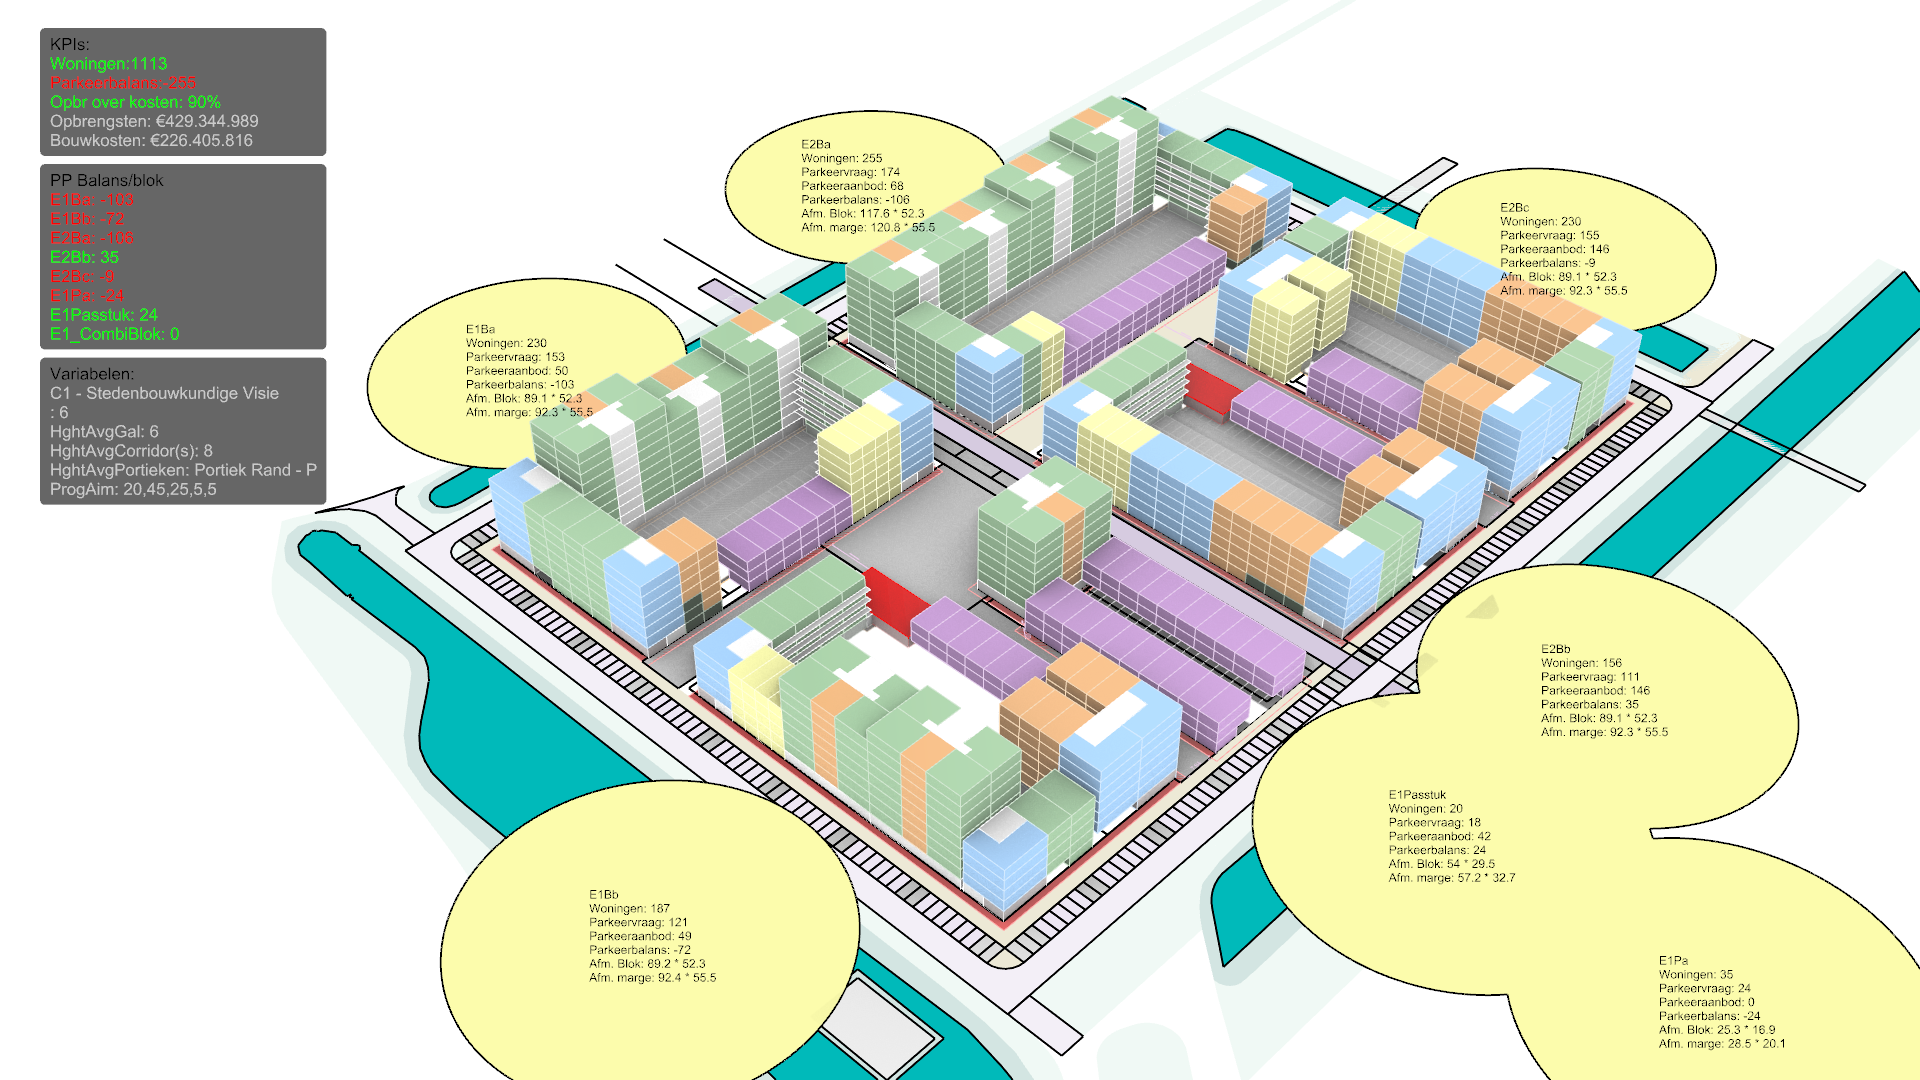 KPIs:
Woningen:1113
Parkeerbalans:-255
Opbr over kosten: 90%
Opbrengsten: €429.344.989
Bouwkosten: €226.405.816
PP Balans/blok
E1Ba: -103
E1Bb: -72
E2Ba: -106
E2Bb: 35
E2Bc: -9
E1Pa: -24
E1Passtuk: 24
E1_CombiBlok: 0
Variabelen:
C1 - Stedenbouwkundige Visie
: 6
HghtAvgGal: 6
HghtAvgCorridor(s): 8
HghtAvgPortieken: Portiek Rand - P
ProgAim: 20,45,25,5,5
E2Ba
Woningen: 255
Parkeervraag: 174
Parkeeraanbod: 68
Parkeerbalans: -106
Afm. Blok: 117.6 * 52.3
Afm. marge: 120.8 * 55.5
E2Bc
Woningen: 230
Parkeervraag: 155
Parkeeraanbod: 146
Parkeerbalans: -9
Afm. Blok: 89.1 * 52.3
Afm. marge: 92.3 * 55.5
E1Ba
Woningen: 230
Parkeervraag: 153
Parkeeraanbod: 50
Parkeerbalans: -103
Afm. Blok: 89.1 * 52.3
Afm. marge: 92.3 * 55.5
E2Bb
Woningen: 156
Parkeervraag: 111
Parkeeraanbod: 146
Parkeerbalans: 35
Afm. Blok: 89.1 * 52.3
Afm. marge: 92.3 * 55.5
E1Passtuk
Woningen: 20
Parkeervraag: 18
Parkeeraanbod: 42
Parkeerbalans: 24
Afm. Blok: 54 * 29.5
Afm. marge: 57.2 * 32.7
E1Bb
Woningen: 187
Parkeervraag: 121
Parkeeraanbod: 49
Parkeerbalans: -72
Afm. Blok: 89.2 * 52.3
Afm. marge: 92.4 * 55.5
E1Pa
Woningen: 35
Parkeervraag: 24
Parkeeraanbod: 0
Parkeerbalans: -24
Afm. Blok: 25.3 * 16.9
Afm. marge: 28.5 * 20.1